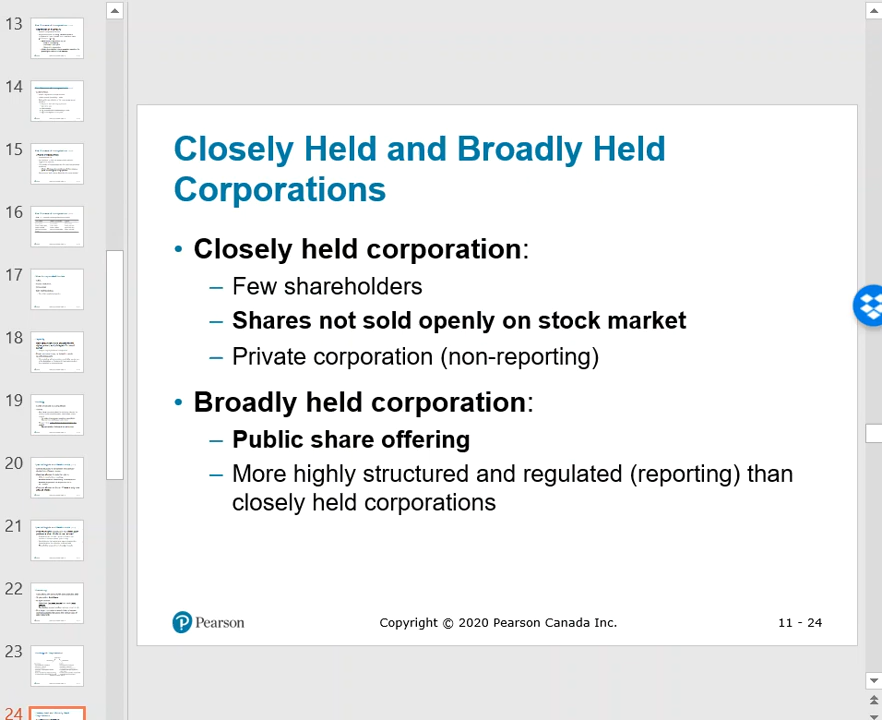 13
14
15
16
17
18
19
20
21
22
23
24
Closely Held and Broadly Held
Corporations
• Closely held corporation:
– Few shareholders
– Shares not sold openly on stock market
– Private corporation (non-reporting)
• Broadly held corporation:
– Public share offering
– More highly structured and regulated (reporting) than
closely held corporations
Pearson
Copyright © 2020 Pearson Canada Inc.
11 - 24